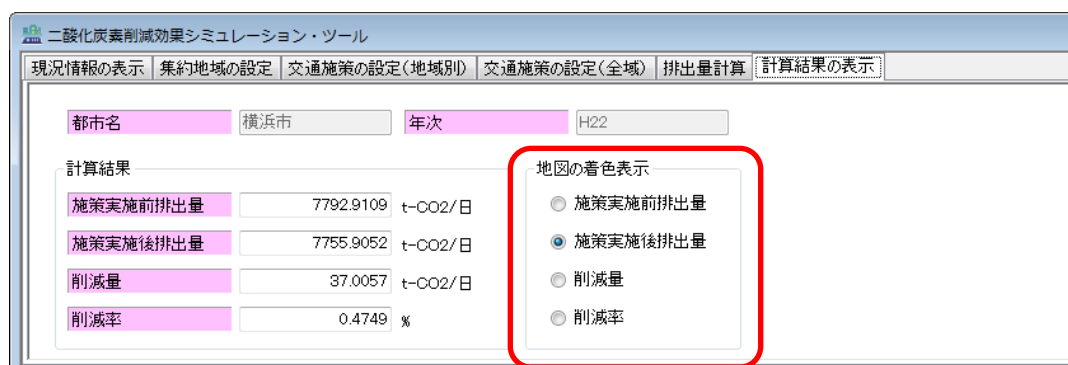 二酸化炭素削減効果シミュレーション・ツール
現況情報の表示 集約地域の設定 交通施策の設定(地域別) 交通施策の設定(全域) 排出量計算 計算結果の表示
都市名 横浜市 年次 H22
計算結果
施策実施前排出量 7792.9109 t-CO2/日
施策実施後排出量 7755.9052 t-CO2/日
削減量 37.0057 t-CO2/日
削減率 0.4749 %
地図の着色表示
施策実施前排出量
施策実施後排出量
削減量
削減率